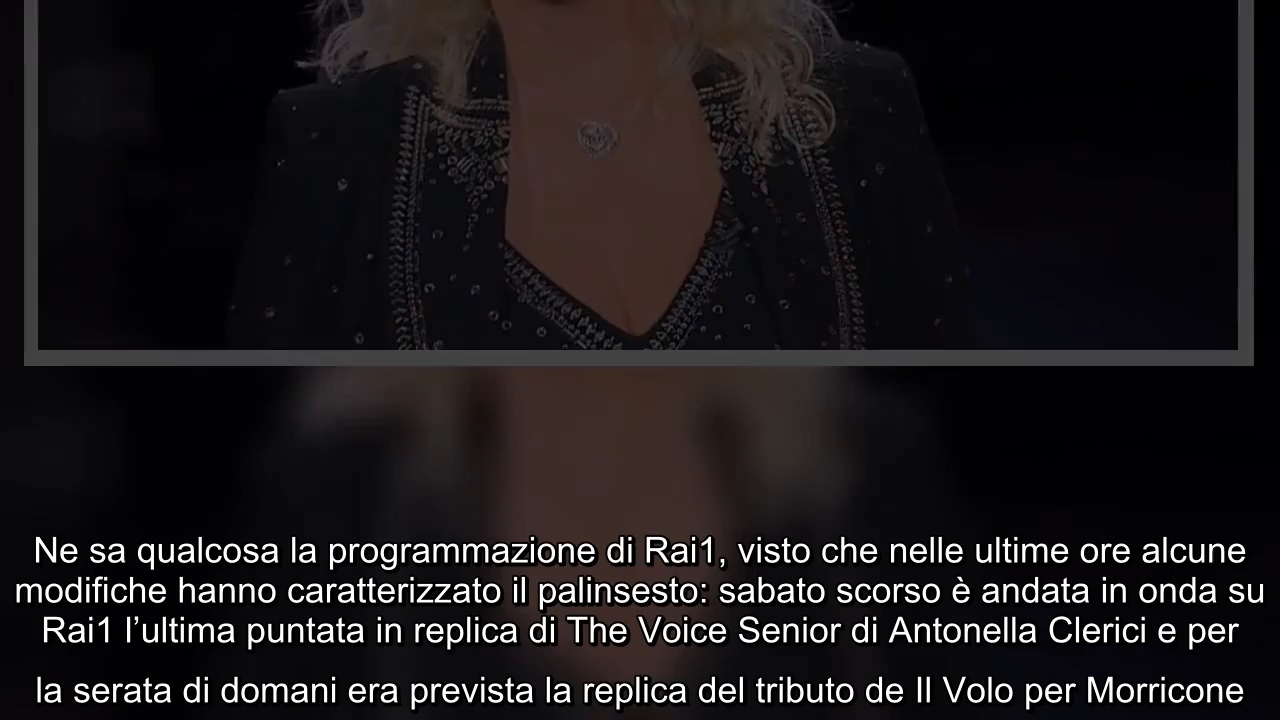 Ne sa qualcosa la programmazione di Rai1, visto che nelle ultime ore alcune
modifiche hanno caratterizzato il palinsesto: sabato scorso è andata in onda su
Rai1 l’ultima puntata in replica di The Voice Senior di Antonella Clerici e per
la serata di domani era prevista la replica del tributo de Il Volo per Morricone